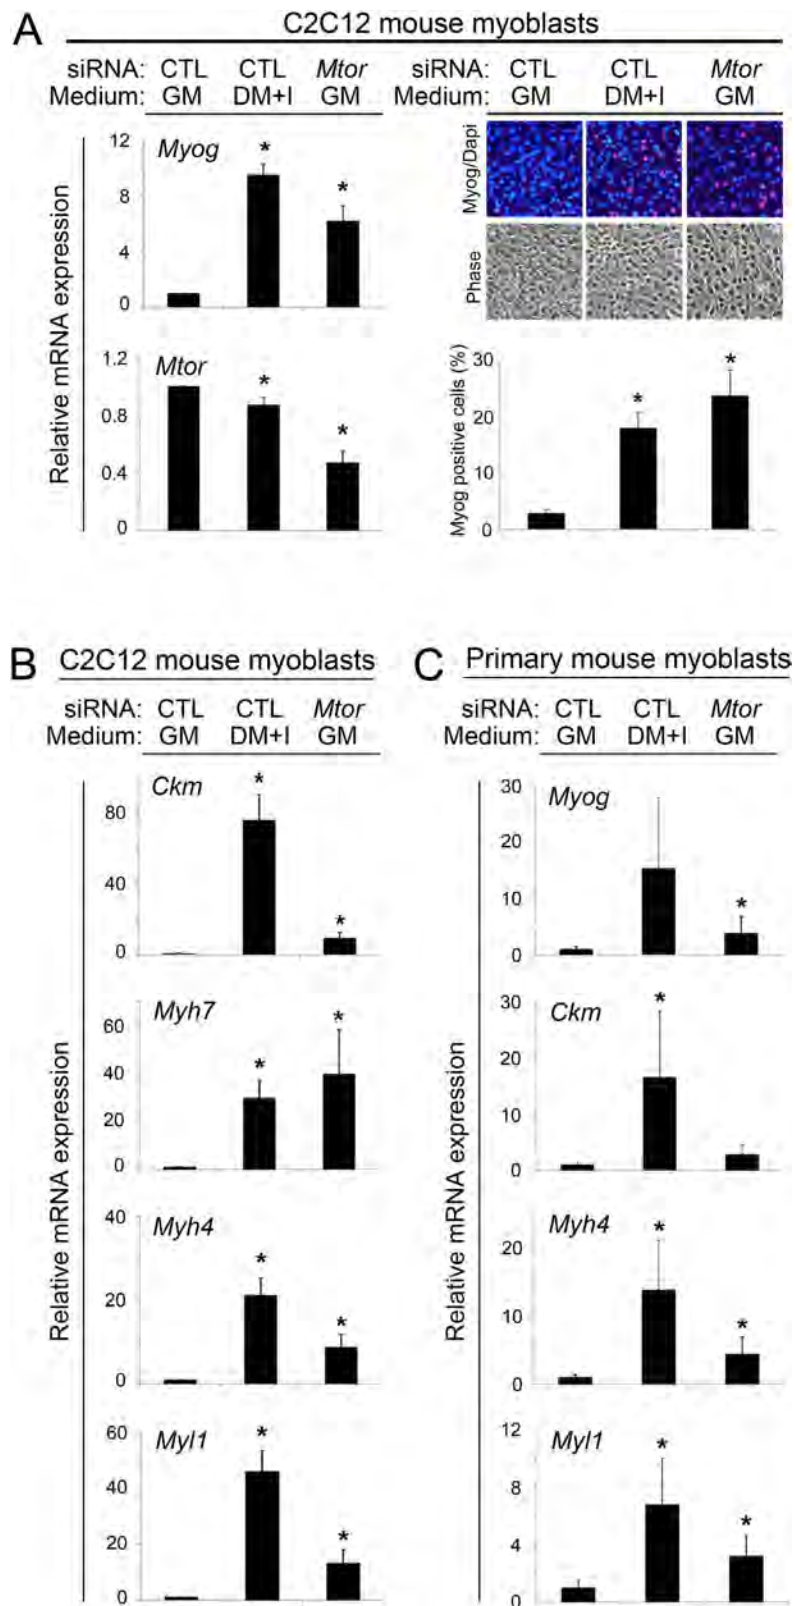 A
C2C12 mouse myoblasts
siRNA: CTL CTL Mtor
Medium: GM DM+I GM
siRNA: CTL CTL Mtor
Medium: GM DM+I GM
Relative mRNA expression
Myog
12
8
4
0
*
*
Mtor
1.2
0.8
0.4
0
*
*
Myog/Dapi
Phase
Myog positive cells (%)
30
20
10
0
*
*
B
C2C12 mouse myoblasts
siRNA: CTL CTL Mtor
Medium: GM DM+I GM
Relative mRNA expression
Ckm
80
40
0
*
*
Myh7
60
40
20
0
*
*
Myh4
40
20
0
*
*
Myl1
60
40
20
0
*
*
C
Primary mouse myoblasts
siRNA: CTL CTL Mtor
Medium: GM DM+I GM
Relative mRNA expression
Myog
30
20
10
0
*
Ckm
30
20
10
0
*
Myh4
20
10
0
*
*
Myl1
12
8
4
0
*
*